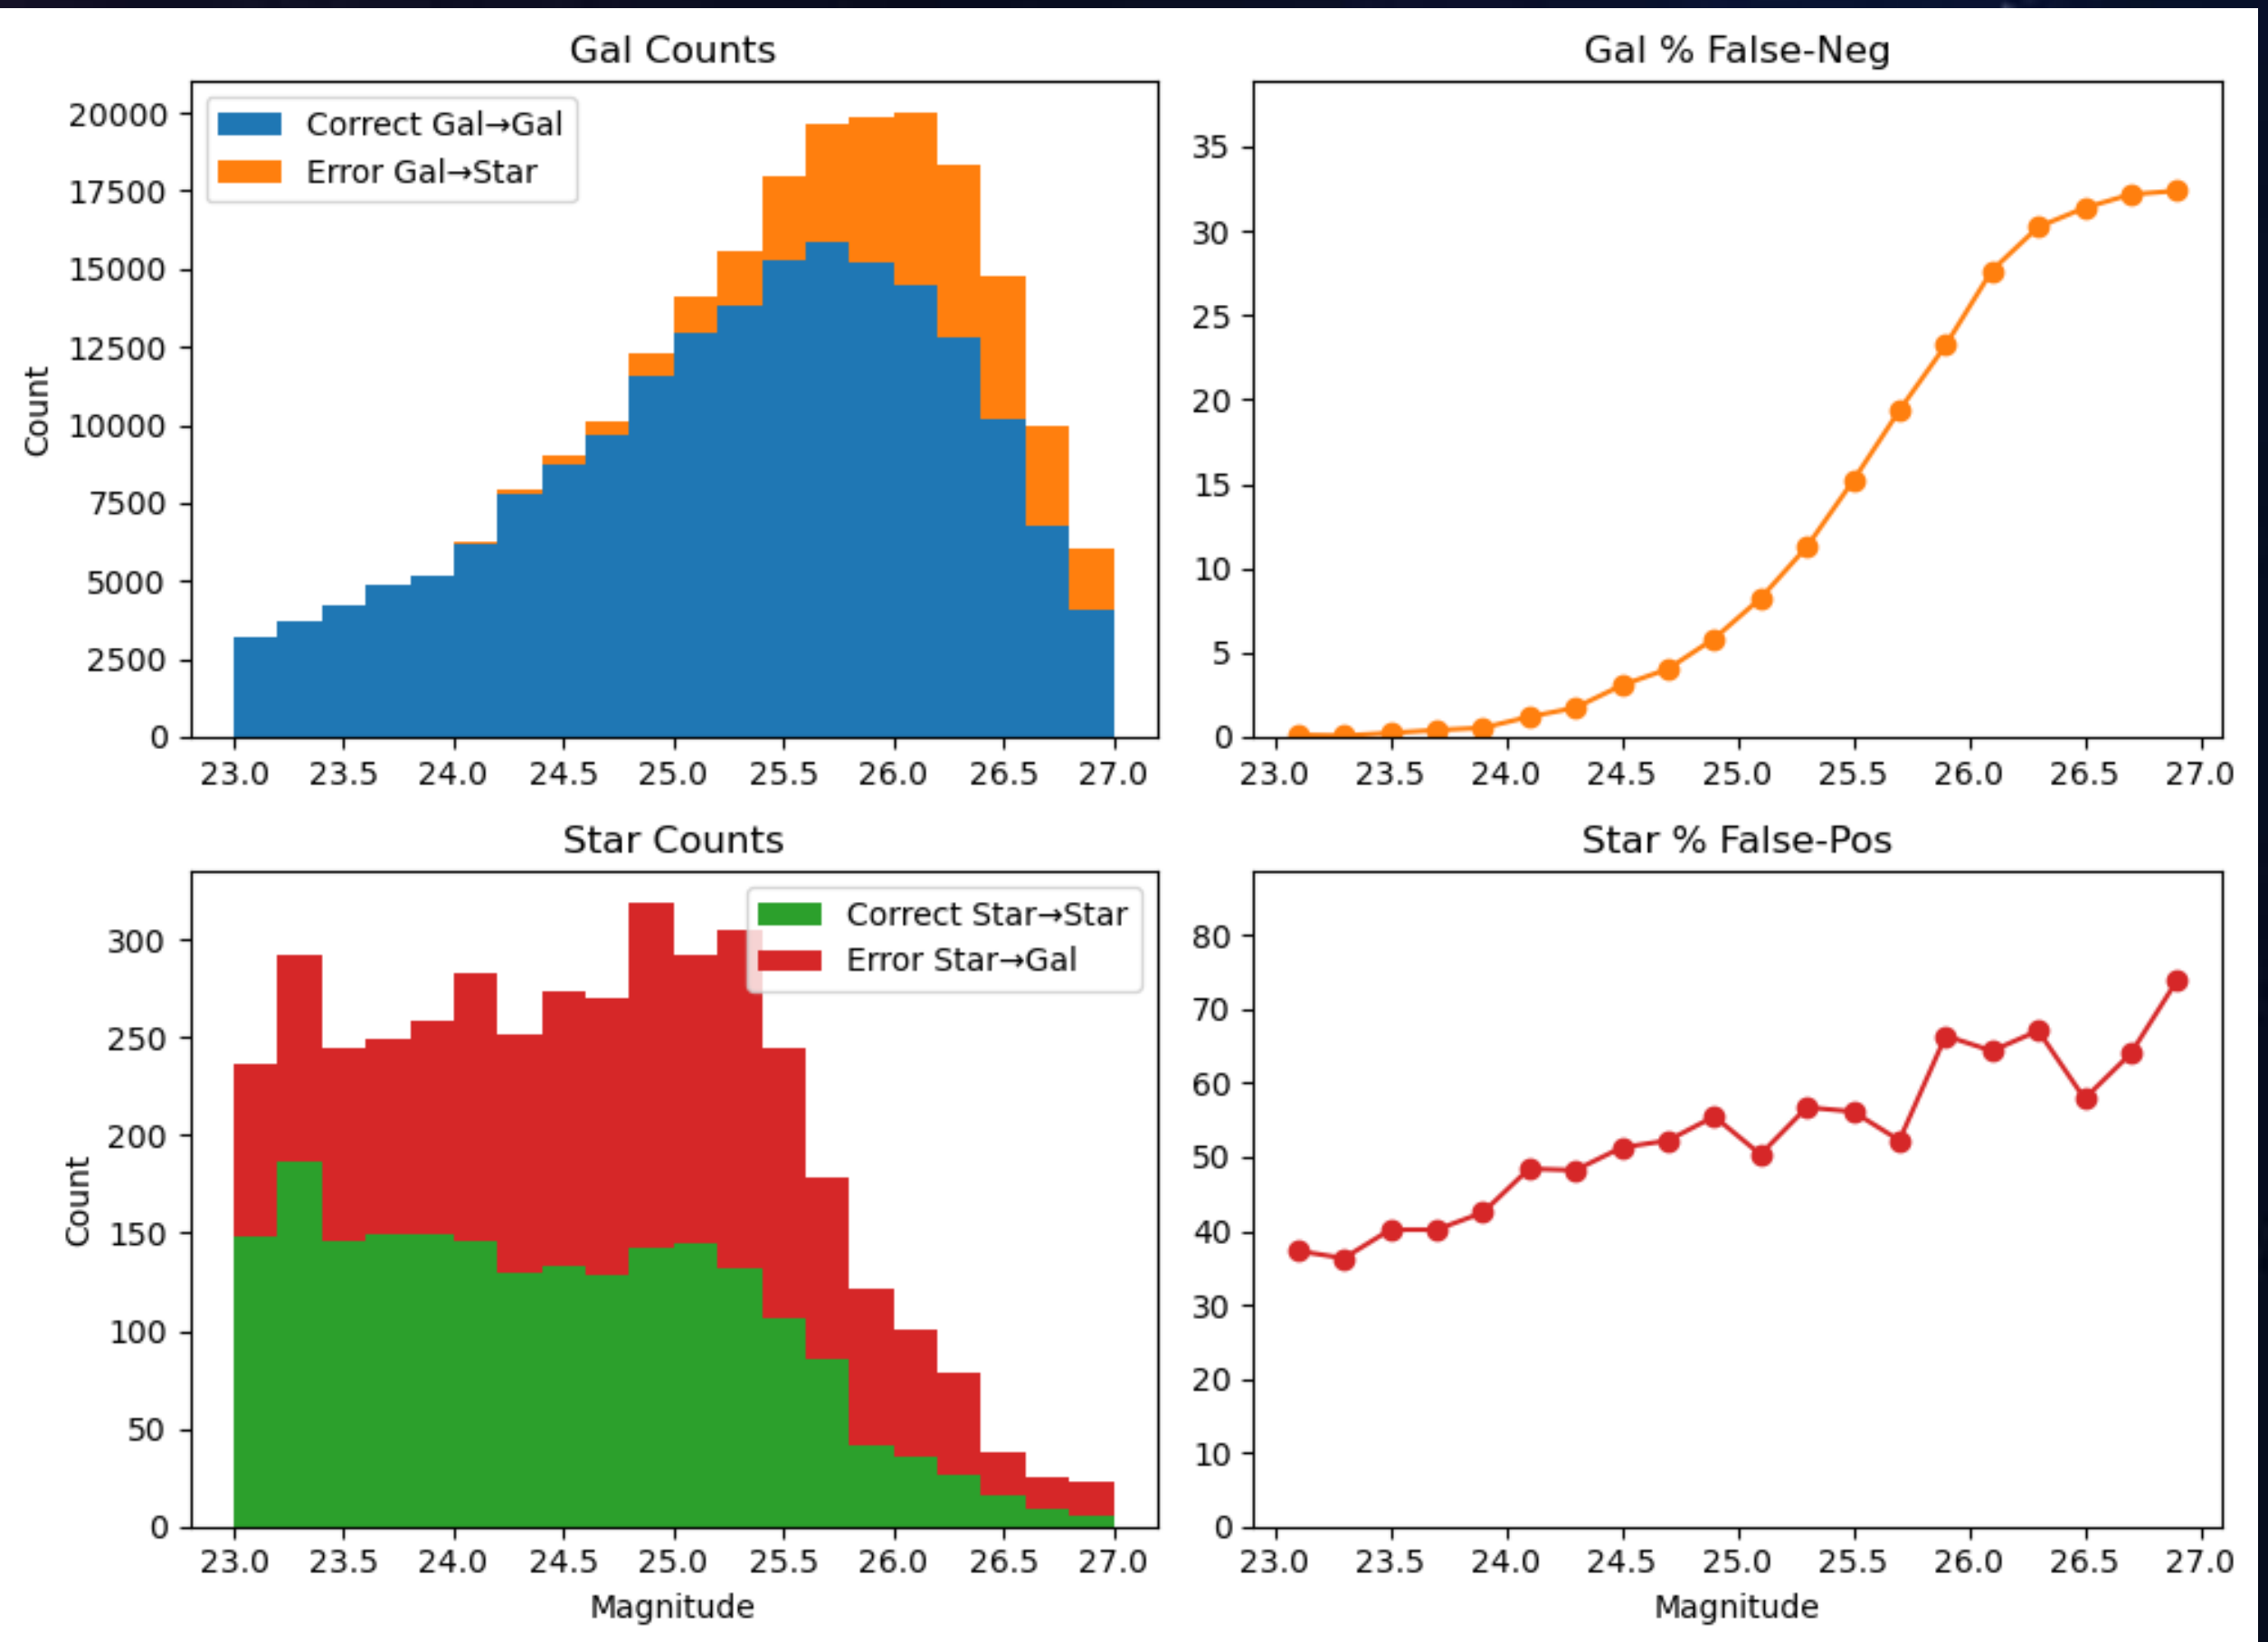 Gal Counts
Correct Gal→Gal
Error Gal→Star
Count
20000
17500
15000
12500
10000
7500
5000
2500
0
23.0 23.5 24.0 24.5 25.0 25.5 26.0 26.5 27.0
Gal % False-Neg
35
30
25
20
15
10
5
0
23.0 23.5 24.0 24.5 25.0 25.5 26.0 26.5 27.0
Star Counts
Correct Star→Star
Error Star→Gal
Count
300
250
200
150
100
50
0
23.0 23.5 24.0 24.5 25.0 25.5 26.0 26.5 27.0
Magnitude
Star % False-Pos
80
70
60
50
40
30
20
10
0
23.0 23.5 24.0 24.5 25.0 25.5 26.0 26.5 27.0
Magnitude